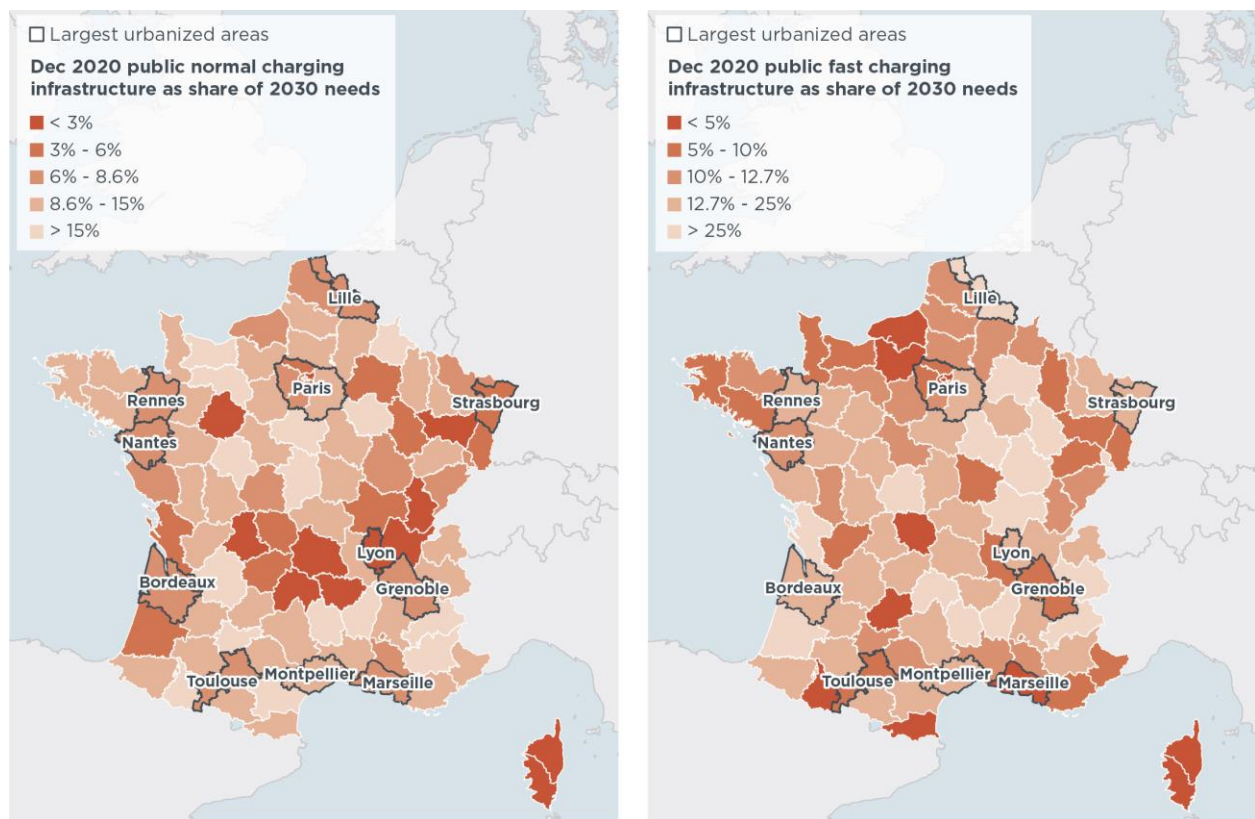 Largest urbanized areas
Dec 2020 public normal charging
infrastructure as share of 2030 needs
< 3%
3% - 6%
6% - 8.6%
8.6% - 15%
> 15%
Lille
Paris
Rennes
Strasbourg
Nantes
Lyon
Bordeaux
Grenoble
Toulouse
Montpellier
Marseille
Largest urbanized areas
Dec 2020 public fast charging
infrastructure as share of 2030 needs
< 5%
5% - 10%
10% - 12.7%
12.7% - 25%
> 25%
Lille
Paris
Rennes
Strasbourg
Nantes
Lyon
Bordeaux
Grenoble
Toulouse
Montpellier
Marseille